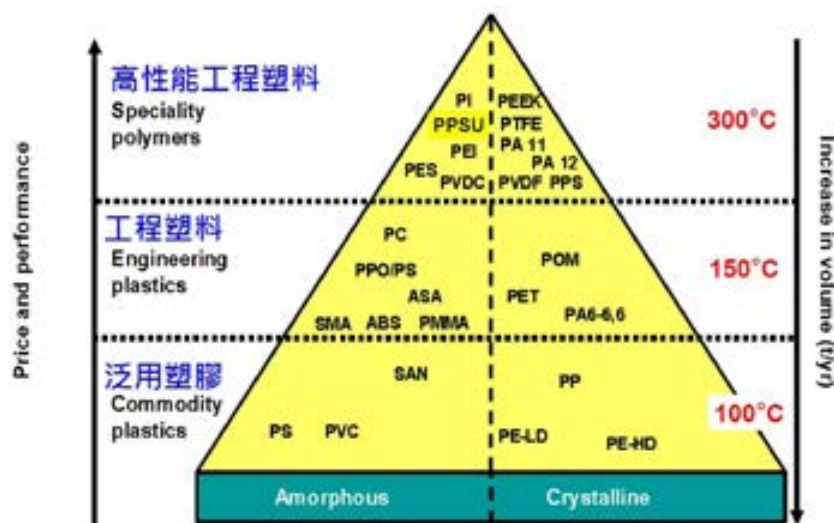 高性能工程塑料
Speciality
polymers
PI
PEEK
PPSU
PTFE
PEI
PA 11
PES
PA 12
PVDC
PVDF
PPS
300°C
工程塑料
Engineering
plastics
PC
PPO/PS
POM
ASA
PET
SMA
ABS
PMMA
PA6-6,6
150°C
泛用塑膠
Commodity
plastics
SAN
PP
PS
PVC
PE-LD
PE-HD
100°C
Amorphous
Crystalline
Price and performance
Increase in volume (t/yr)